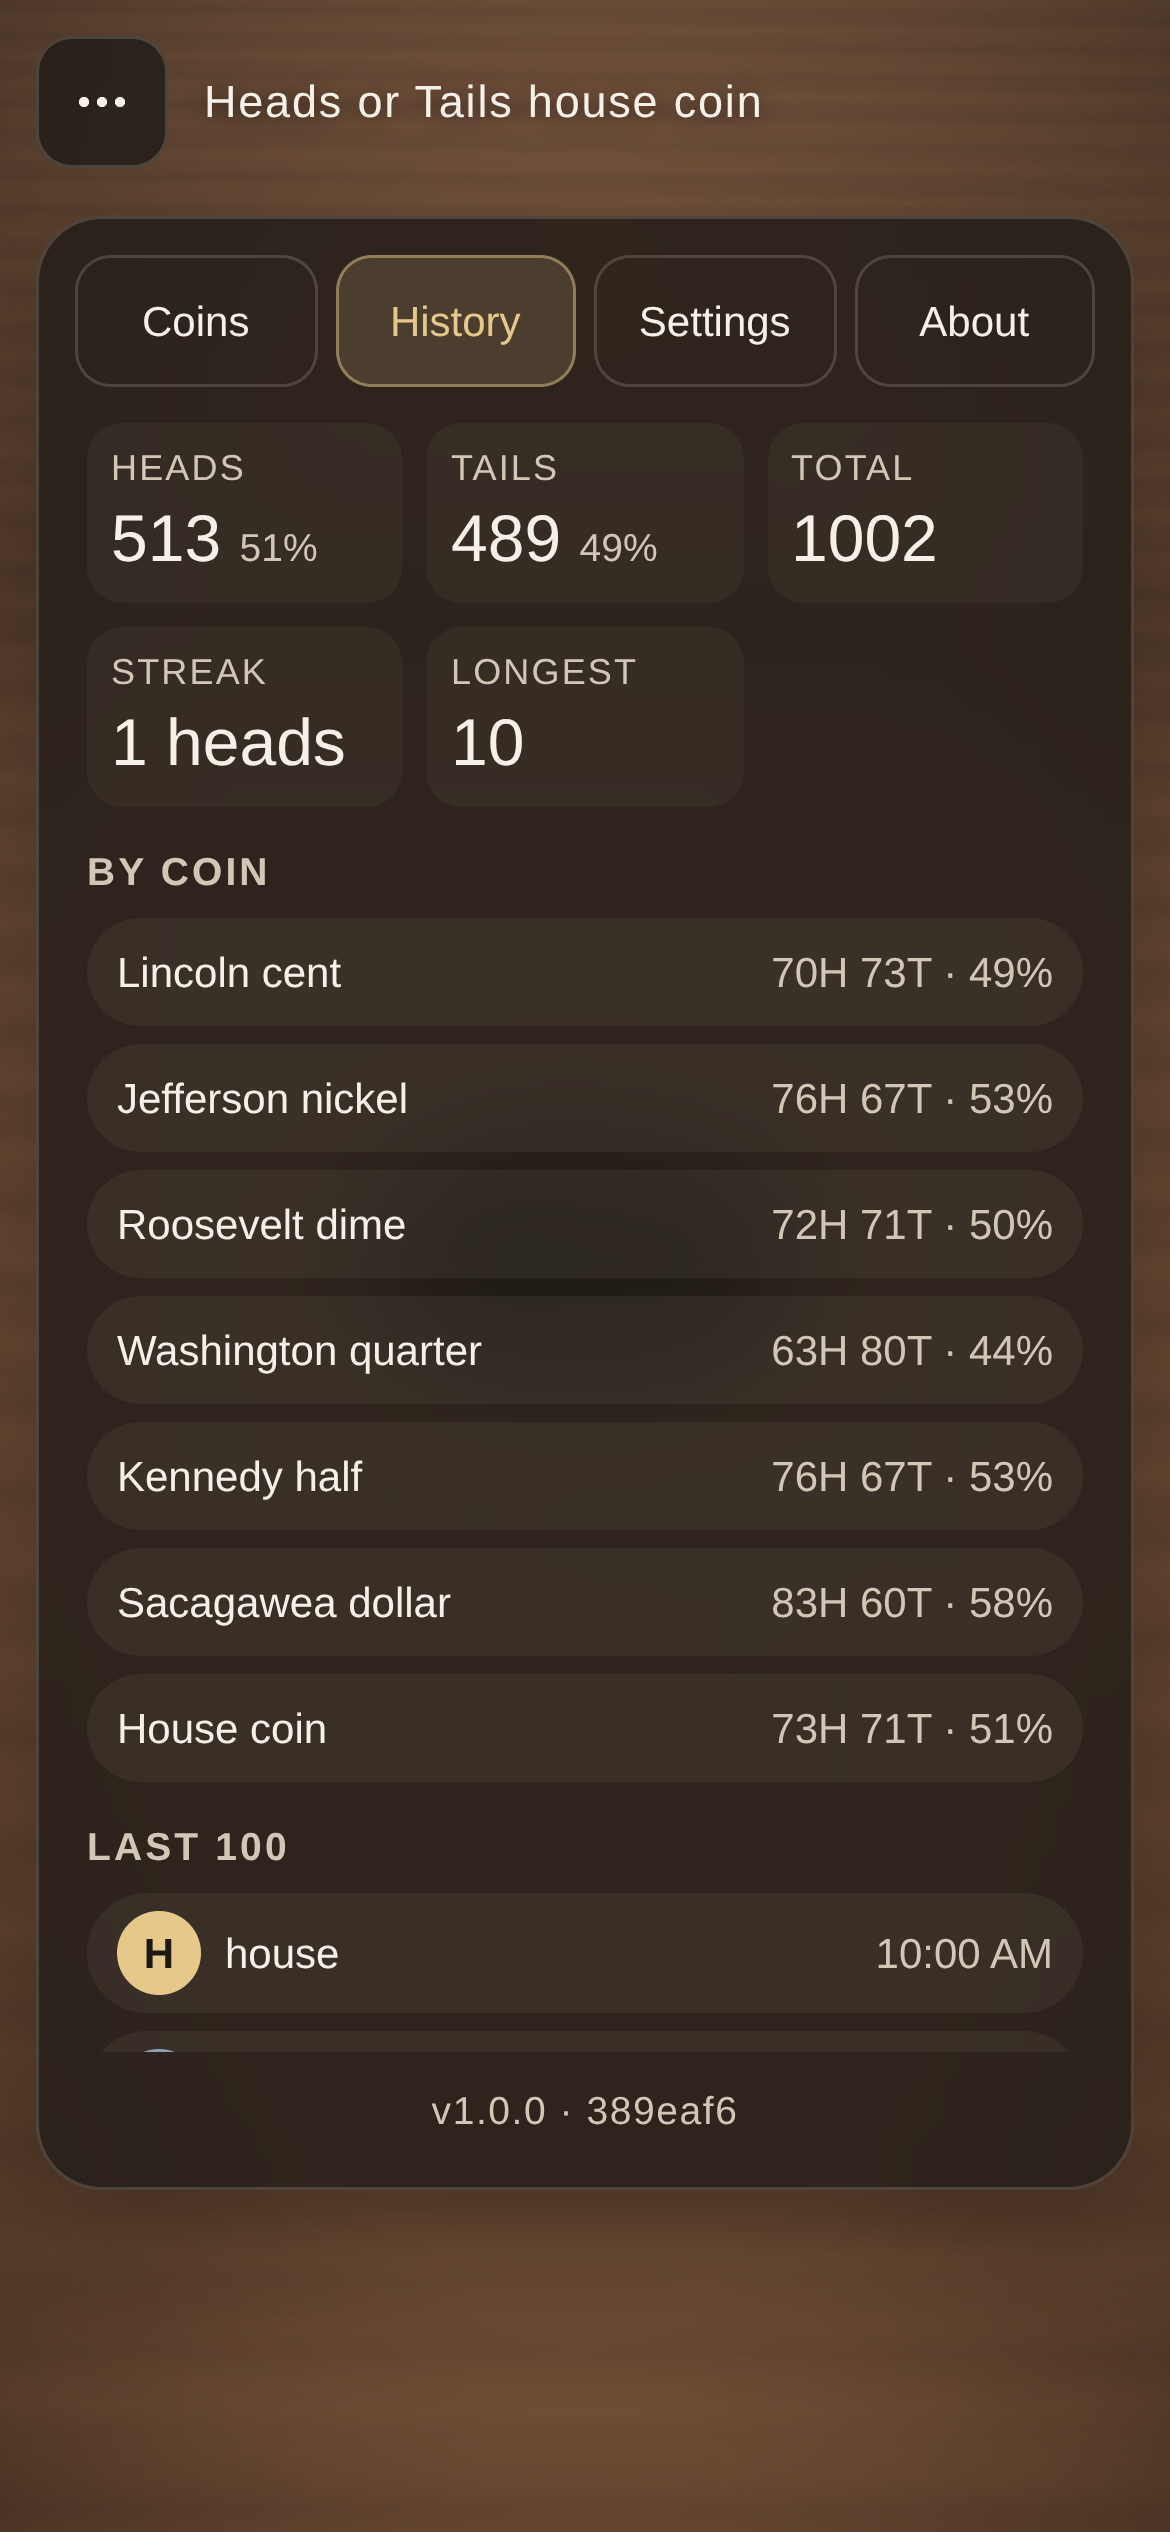 Heads or Tails house coin
Coins History Settings About
HEADS TAILS TOTAL
513 51% 489 49% 1002
STREAK LONGEST
1 heads 10
BY COIN
Lincoln cent 70H 73T · 49%
Jefferson nickel 76H 67T · 53%
Roosevelt dime 72H 71T · 50%
Washington quarter 63H 80T · 44%
Kennedy half 76H 67T · 53%
Sacagawea dollar 83H 60T · 58%
House coin 73H 71T · 51%
LAST 100
H house 10:00 AM
v1.0.0 · 389eaf6